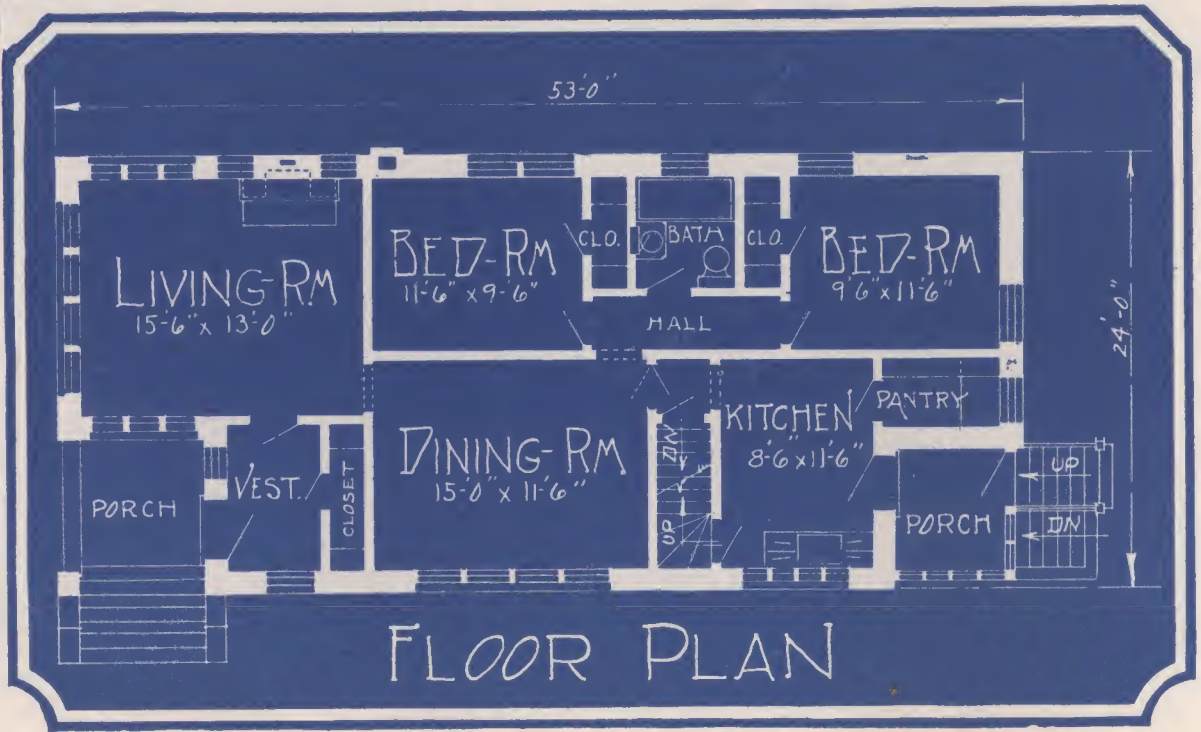 53'-0"
LIVING-RM
15'-6" x 13'-0"
BED-RM
11'-6" x 9'-6"
CLO.
BATH
CLO.
BED-RM
9'6" x 11'-6"
HALL
24'-0"
DINING-RM
15'-0" x 11'-6"
KITCHEN
8'-6" x 11'-6"
PANTRY
PORCH
VEST.
CLOSET
DN
UP
PORCH
UP
DN
FLOOR PLAN